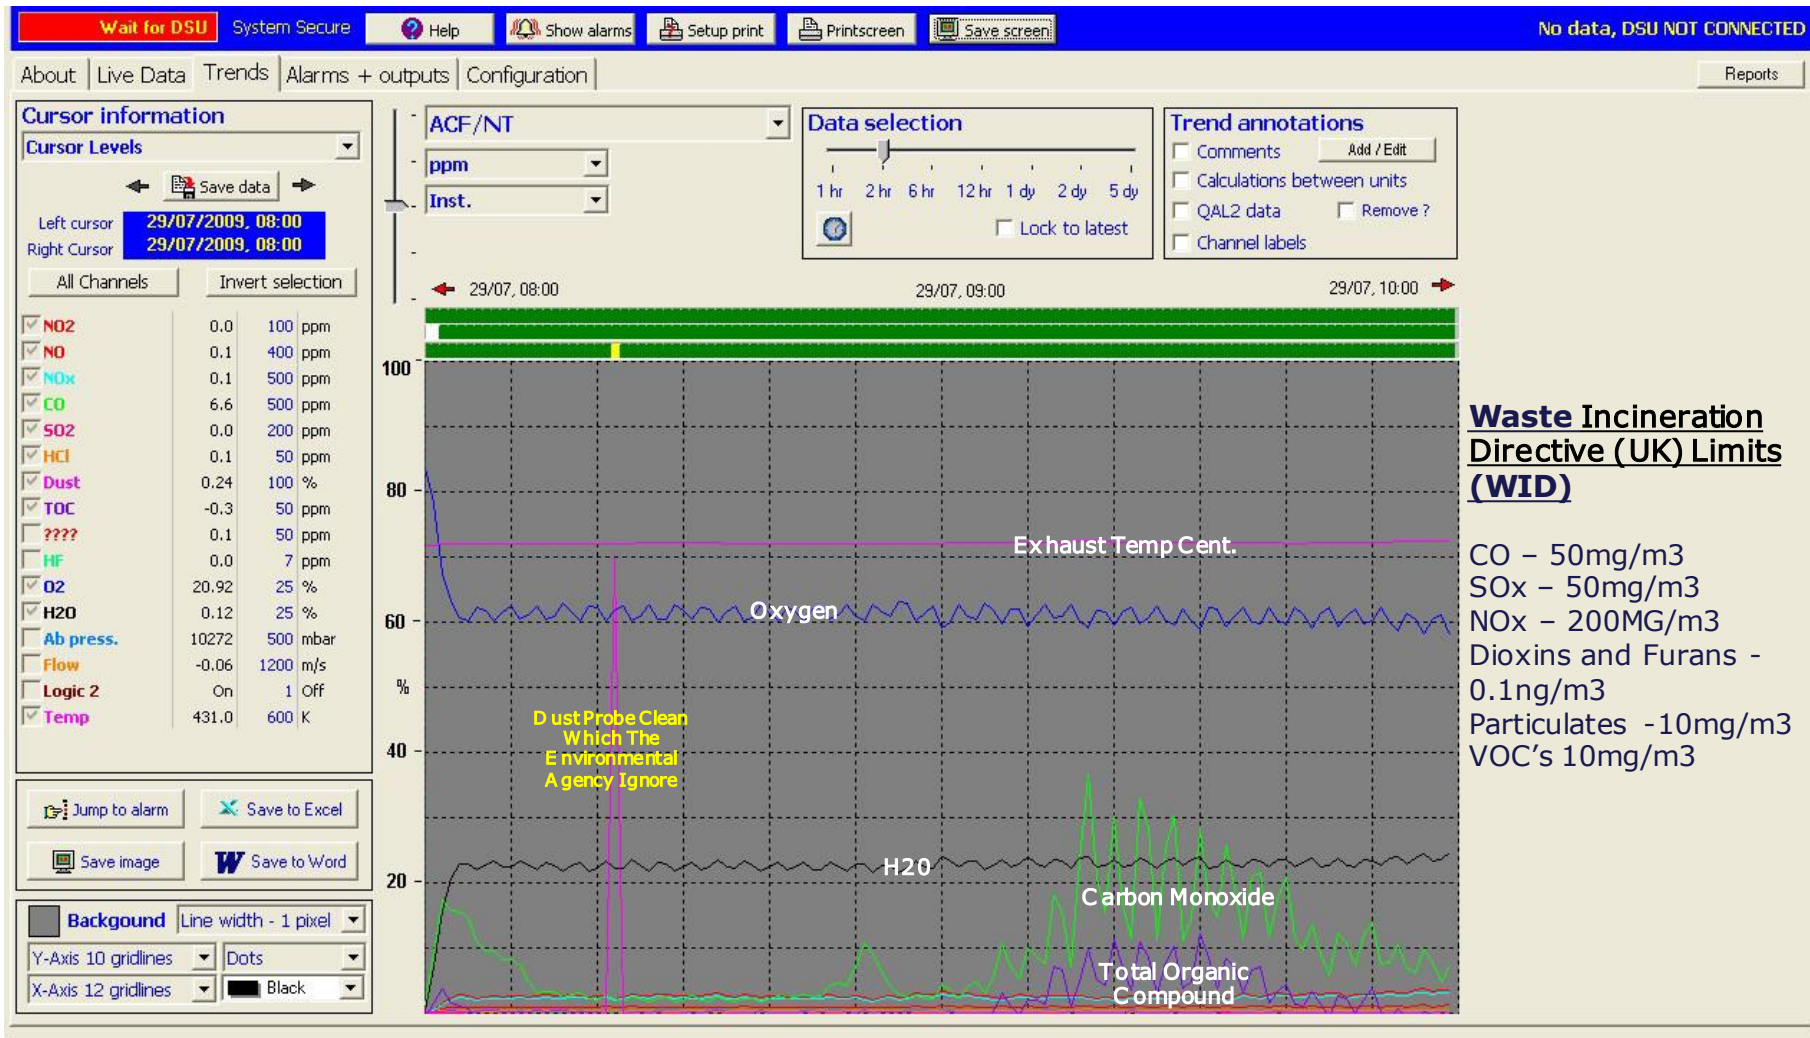 Wait for DSU System Secure Help Show alarms Setup print Printscreen Save screen No data, DSU NOT CONNECTED
About Live Data Trends Alarms + outputs Configuration Reports
Cursor information
Cursor Levels
Save data
Left cursor 29/07/2009, 08:00
Right Cursor 29/07/2009, 08:00
All Channels Invert selection
NO2 0.0 100 ppm
NO 0.1 400 ppm
NOx 0.1 500 ppm
CO 6.6 500 ppm
SO2 0.0 200 ppm
HCl 0.1 50 ppm
Dust 0.24 100 %
TOC -0.3 50 ppm
???? 0.1 50 ppm
HF 0.0 7 ppm
O2 20.92 25 %
H2O 0.12 25 %
Ab press. 10272 500 mbar
Flow -0.06 1200 m/s
Logic 2 On 1 Off
Temp 431.0 600 K
Jump to alarm Save to Excel
Save image Save to Word
Backgound Line width - 1 pixel
Y-Axis 10 gridlines Dots
X-Axis 12 gridlines Black
ACF/NT
ppm
Inst.
Data selection
1 hr 2 hr 6 hr 12 hr 1 dy 2 dy 5 dy
Lock to latest
Trend annotations
Comments Add / Edit
Calculations between units
QAL2 data Remove ?
Channel labels
29/07, 08:00 29/07, 09:00 29/07, 10:00
100
80
60
%
40
20
Exhaust Temp Cent.
Oxygen
Dust Probe Clean
Which The
Environmental
Agency Ignore
H20
Carbon Monoxide
Total Organic
Compound
Waste Incineration
Directive (UK) Limits
(WID)
CO – 50mg/m3
SOx – 50mg/m3
NOx – 200MG/m3
Dioxins and Furans -
0.1ng/m3
Particulates -10mg/m3
VOC’s 10mg/m3